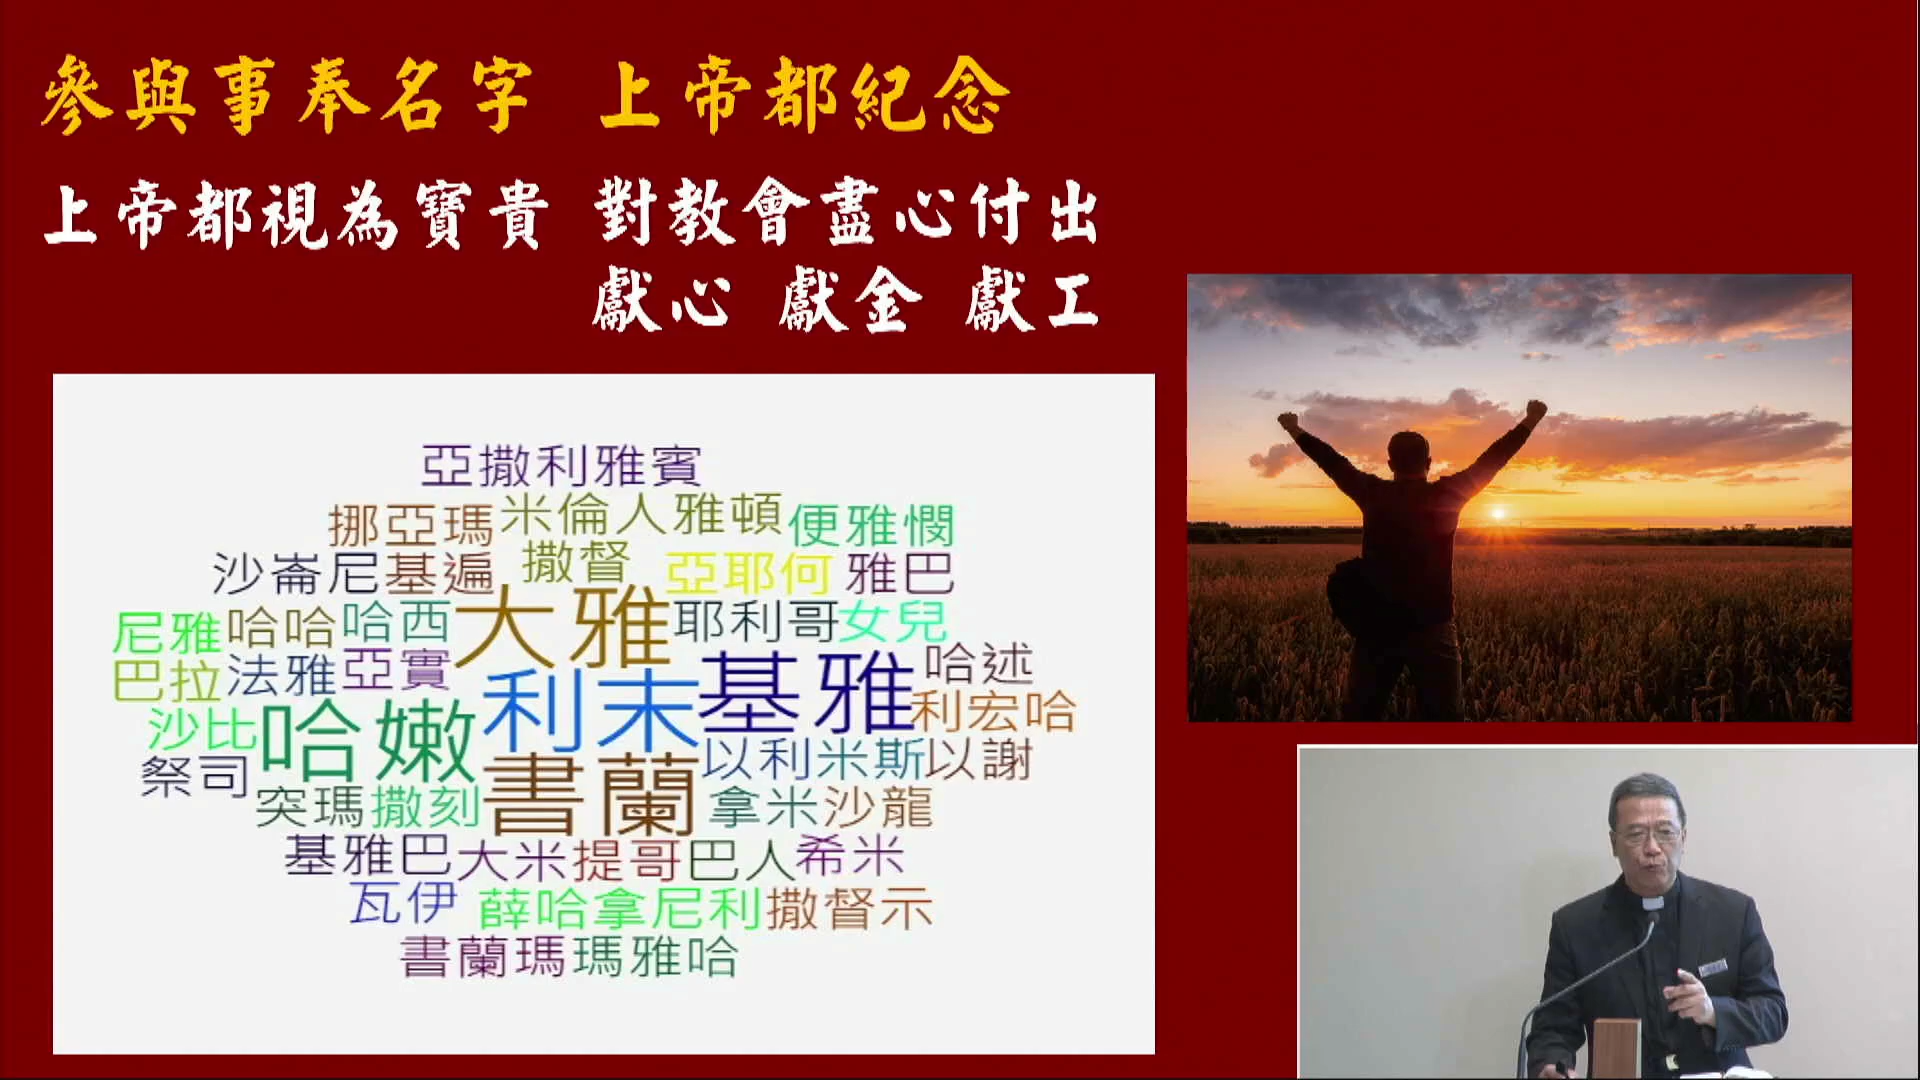 參與事奉名字 上帝都紀念
上帝都視為寶貴 對教會盡心付出
獻心 獻金 獻工
亞撒利雅賓
挪亞瑪 米倫人雅頓 便雅憫
沙崙尼基遍 撒督 亞耶何 雅巴
尼雅 哈哈 哈西 大雅 耶利哥 女兒
巴拉 法雅 亞實 利未 基雅 哈述
沙比 哈嫩 利宏哈
祭司 書蘭 以利米斯 以謝
突瑪 撒刻 拿米沙龍
基雅巴 大米 提哥巴人 希米
瓦伊 薛哈拿尼利 撒督示
書蘭瑪 瑪雅哈